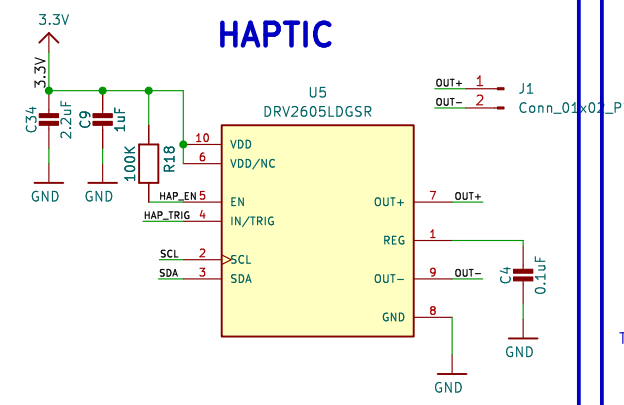 3.3V
HAPTIC
3.3V
C34
2.2uF
C9
1uF
GND
GND
100K
R18
U5
DRV2605LDGSR
10 VDD
6 VDD/NC
HAP_EN 5 EN
HAP_TRIG 4 IN/TRIG
SCL 2 SCL
SDA 3 SDA
OUT+ 7 OUT+
REG 1
OUT- 9 OUT-
GND 8
GND
C4
0.1uF
GND
OUT+ 1 J1
OUT- 2 Conn_01x02_P
T